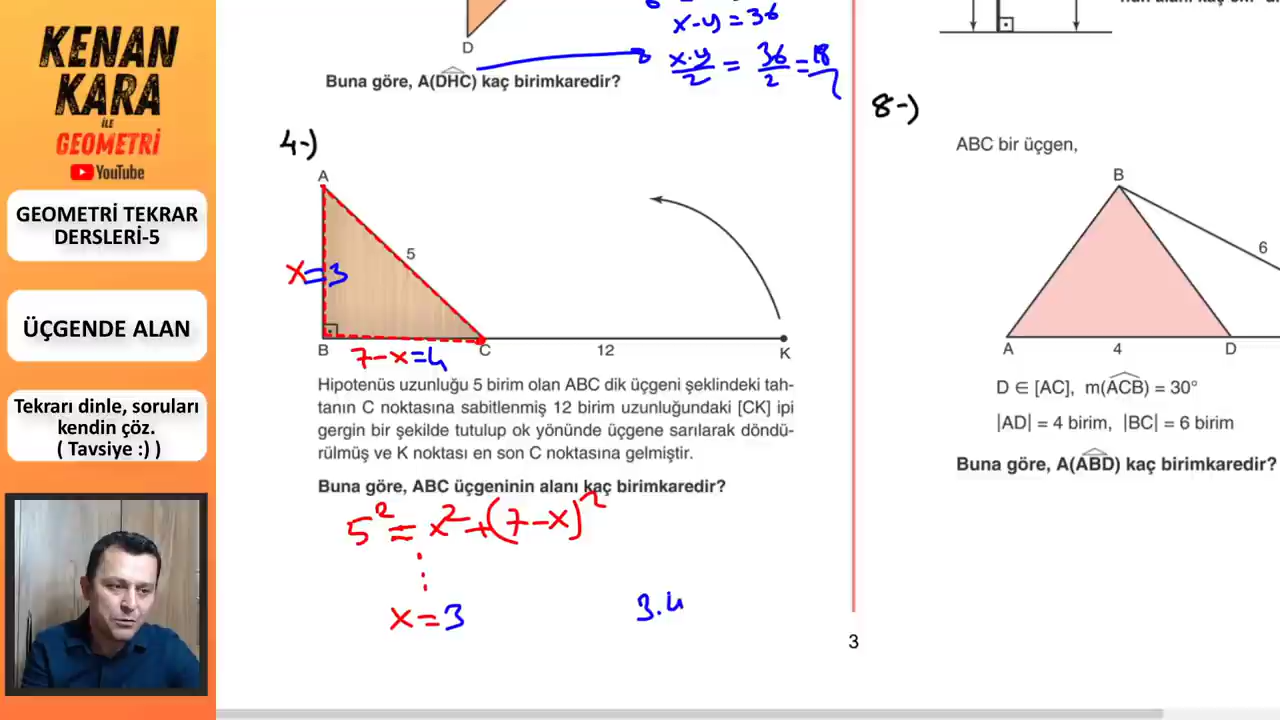 KENAN
KARA
İLE
GEOMETRİ
YouTube
GEOMETRİ TEKRAR
DERSLERİ-5
ÜÇGENDE ALAN
Tekrarı dinle, soruları
kendin çöz.
( Tavsiye :) )
D
x-y=36
x.y/2 = 36/2 = 18
Buna göre, A(DHC) kaç birimkaredir?
4-)
A
5
x=3
B
7-x=4
C
12
K
Hipotenüs uzunluğu 5 birim olan ABC dik üçgeni şeklindeki tah-
tanın C noktasına sabitlenmiş 12 birim uzunluğundaki [CK] ipi
gergin bir şekilde tutulup ok yönünde üçgene sarılarak döndü-
rülmüş ve K noktası en son C noktasına gelmiştir.
Buna göre, ABC üçgeninin alanı kaç birimkaredir?
5² = x²+(7-x)²
x=3
3.4
3
8-)
ABC bir üçgen,
B
6
A
4
D
D ∈ [AC], m(ACB) = 30°
|AD| = 4 birim, |BC| = 6 birim
Buna göre, A(ABD) kaç birimkaredir?